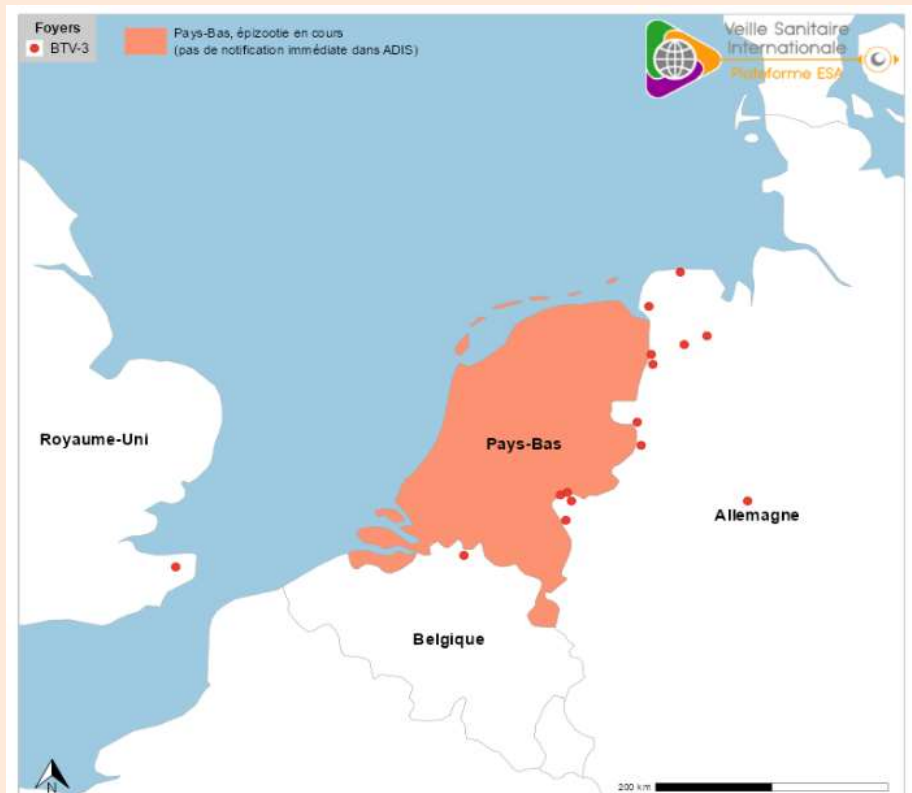 Foyers
BTV-3
Pays-Bas, épizootie en cours
(pas de notification immédiate dans ADIS)
Veille Sanitaire
Internationale
Plateforme ESA
Royaume-Uni
Pays-Bas
Allemagne
Belgique
N
200 km